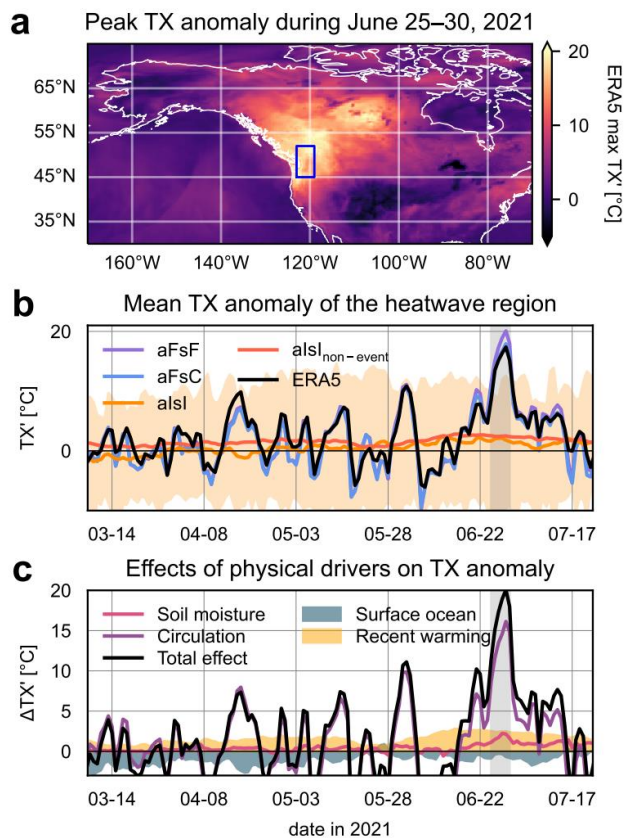 a Peak TX anomaly during June 25–30, 2021
65°N
55°N
45°N
35°N
160°W 140°W 120°W 100°W 80°W
20
10
0
ERA5 max TX' [°C]
b Mean TX anomaly of the heatwave region
20
0
TX' [°C]
aFsF aIsI non−event
aFsC ERA5
aIsI
03-14 04-08 05-03 05-28 06-22 07-17
c Effects of physical drivers on TX anomaly
20
15
10
5
0
ΔTX' [°C]
Soil moisture Surface ocean
Circulation Recent warming
Total effect
03-14 04-08 05-03 05-28 06-22 07-17
date in 2021